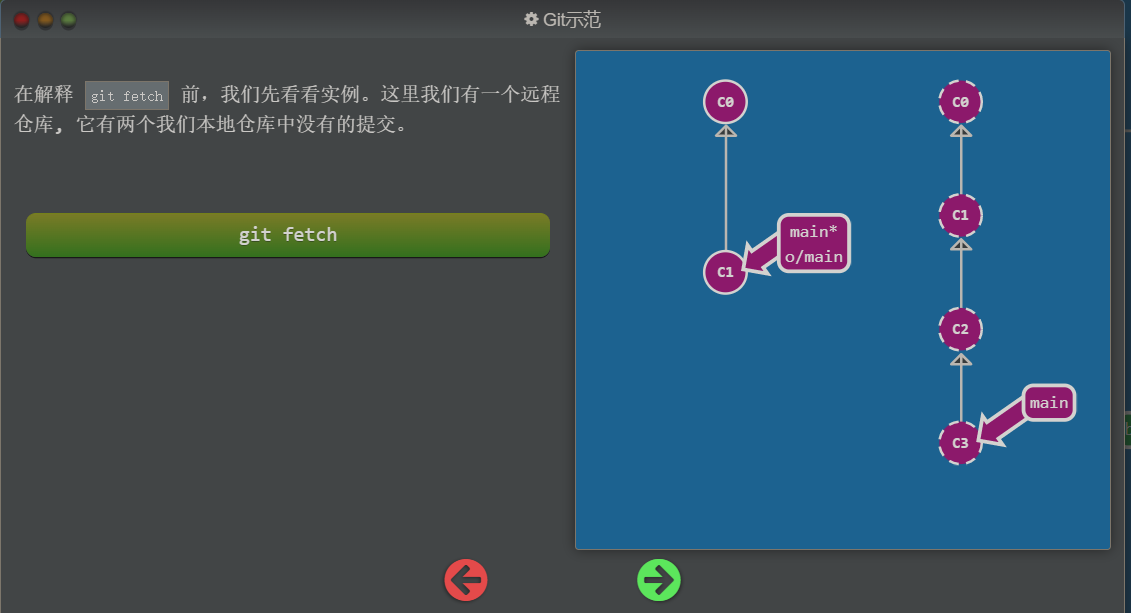 Git示范
在解释 git fetch 前，我们先看看实例。这里我们有一个远程
仓库, 它有两个我们本地仓库中没有的提交。
git fetch
C0
C1
main*
o/main
C0
C1
C2
C3
main